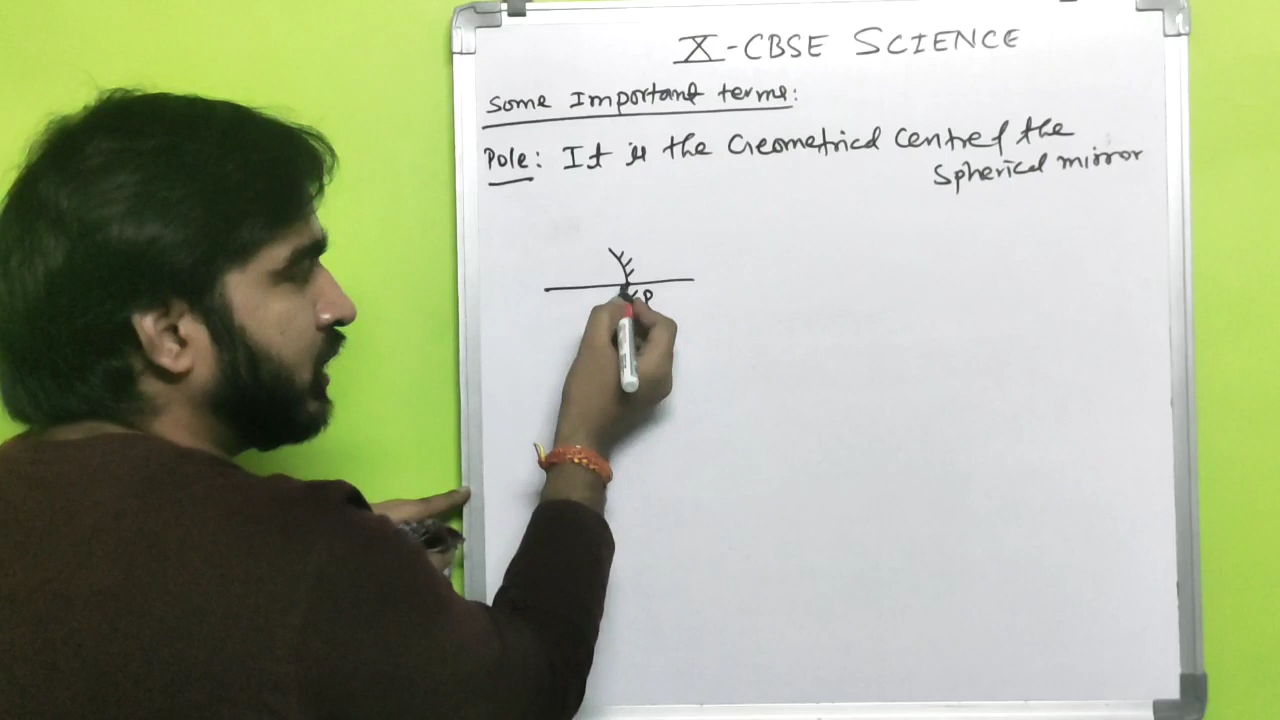 X-CBSE SCIENCE
Some Important terms:
Pole: It is the Geometrical Centre of the
Spherical mirror
P